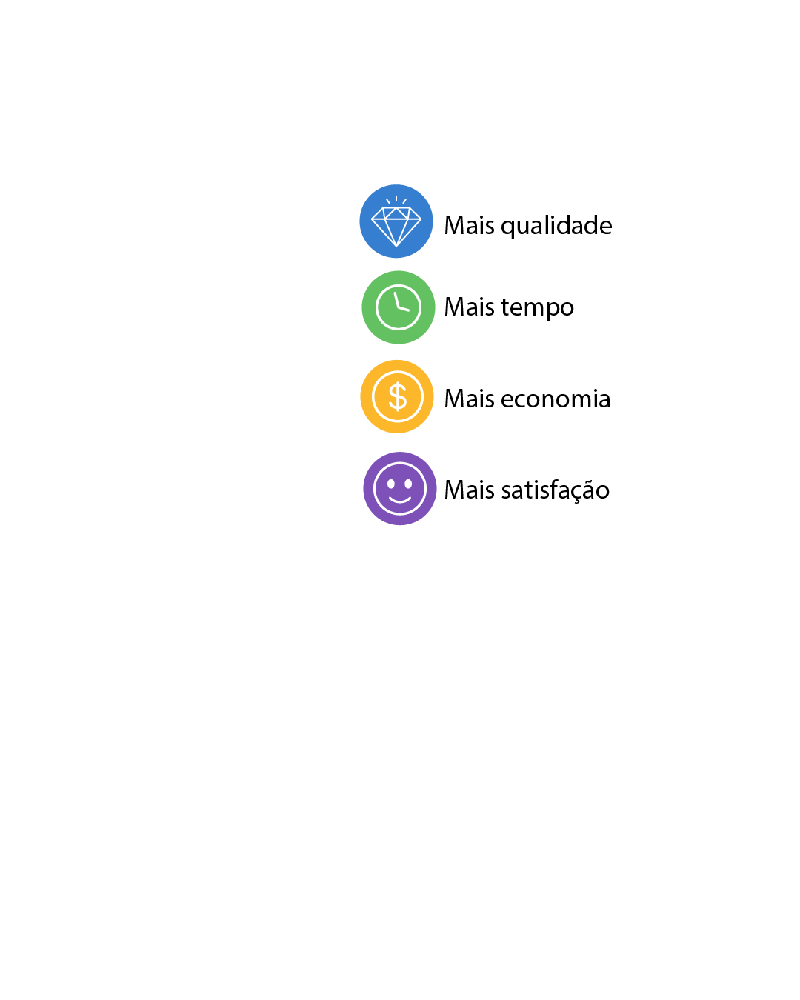 Mais qualidade
Mais tempo
$
Mais economia
Mais satisfação